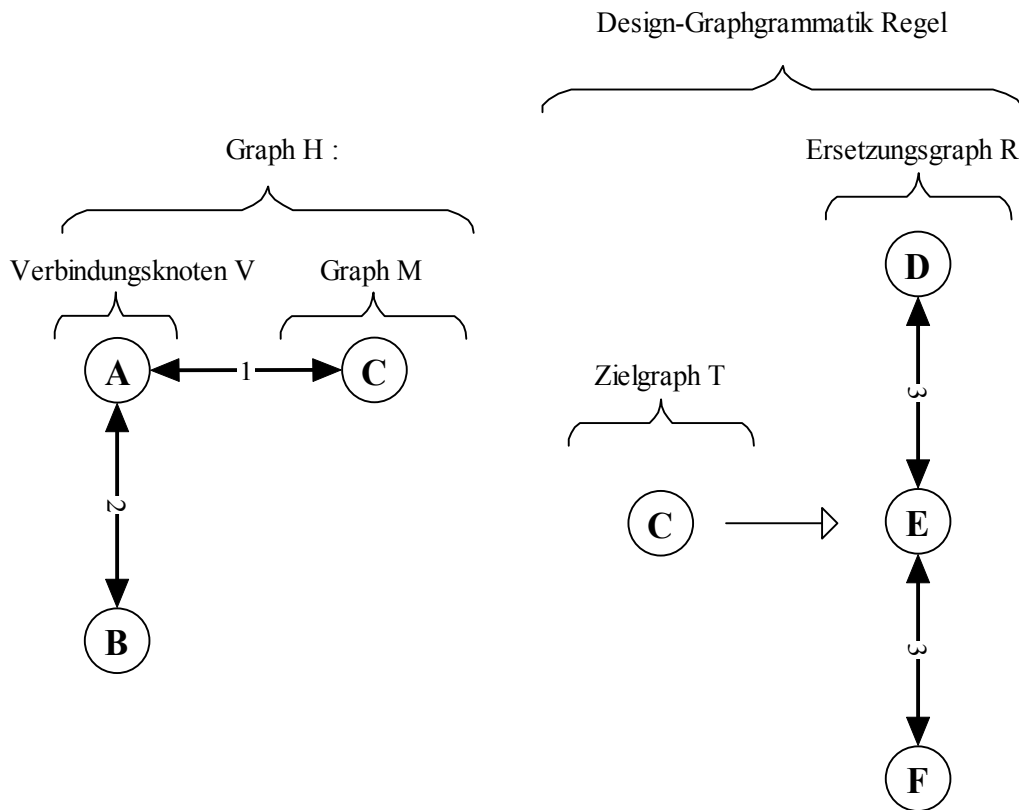 Design-Graphgrammatik Regel
Graph H :
Ersetzungsgraph R
Verbindungsknoten V
Graph M
D
A
1
C
Zielgraph T
3
2
C
E
B
3
F